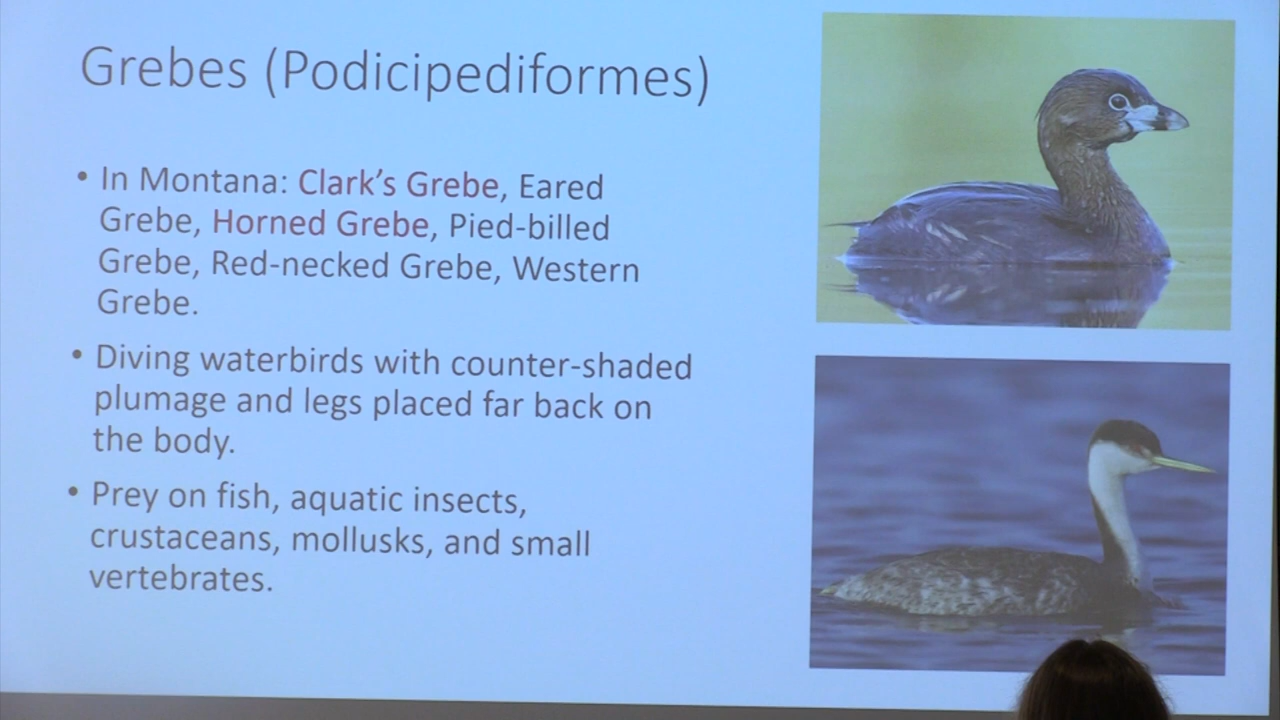 Grebes (Podicipediformes)
• In Montana: Clark's Grebe, Eared
Grebe, Horned Grebe, Pied-billed
Grebe, Red-necked Grebe, Western
Grebe.
• Diving waterbirds with counter-shaded
plumage and legs placed far back on
the body.
• Prey on fish, aquatic insects,
crustaceans, mollusks, and small
vertebrates.